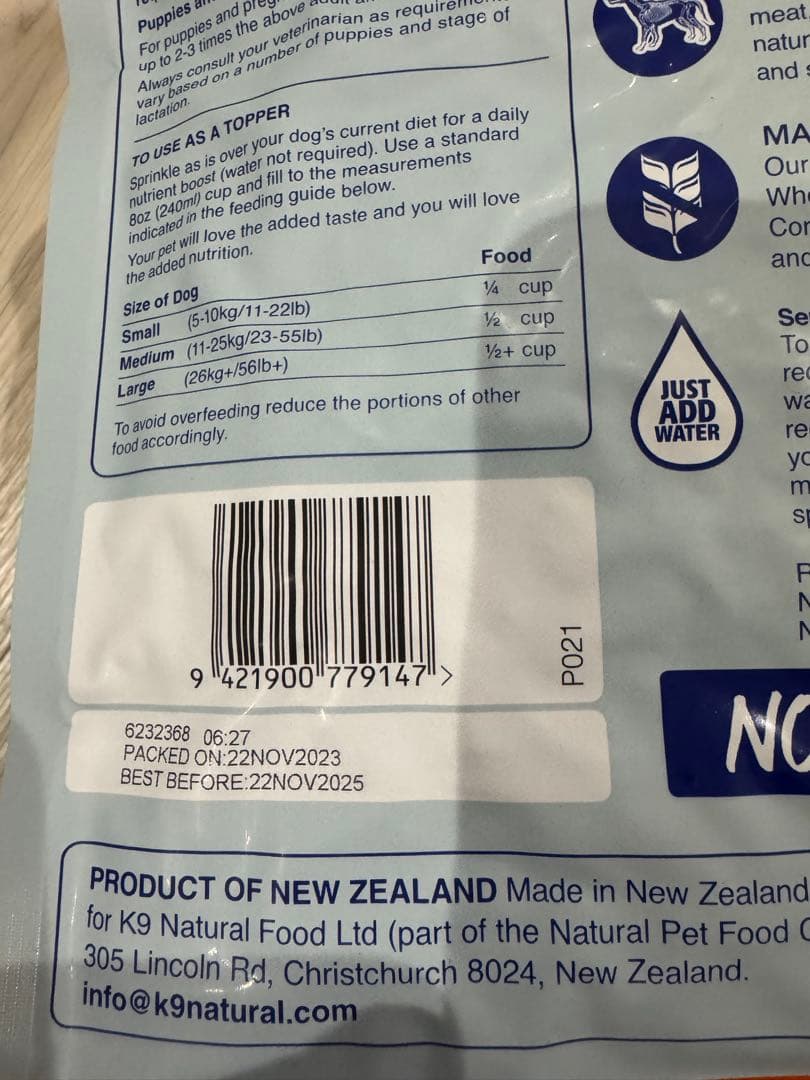 Puppies
For puppies and
up to 2-3 times the above
Always consult your veterinarian as
vary based on a number of puppies and stage of
lactation.
TO USE AS A TOPPER
Sprinkle as is over your dog's current diet for a daily
nutrient boost (water not required). Use a standard
8oz (240ml) cup and fill to the measurements
indicated in the feeding guide below.
Your pet will love the added taste and you will love
the added nutrition.
Size of Dog Food
Small (5-10kg/11-22lb) ¼ cup
Medium (11-25kg/23-55lb) ½ cup
Large (26kg+/56lb+) ½+ cup
To avoid overfeeding reduce the portions of other
food accordingly.
9 421900 779147 >
P021
6232368 06:27
PACKED ON:22NOV2023
BEST BEFORE:22NOV2025
PRODUCT OF NEW ZEALAND Made in New Zealand
for K9 Natural Food Ltd (part of the Natural Pet Food
305 Lincoln Rd, Christchurch 8024, New Zealand.
info@k9natural.com
meat
and
Our
JUST
ADD
WATER
To